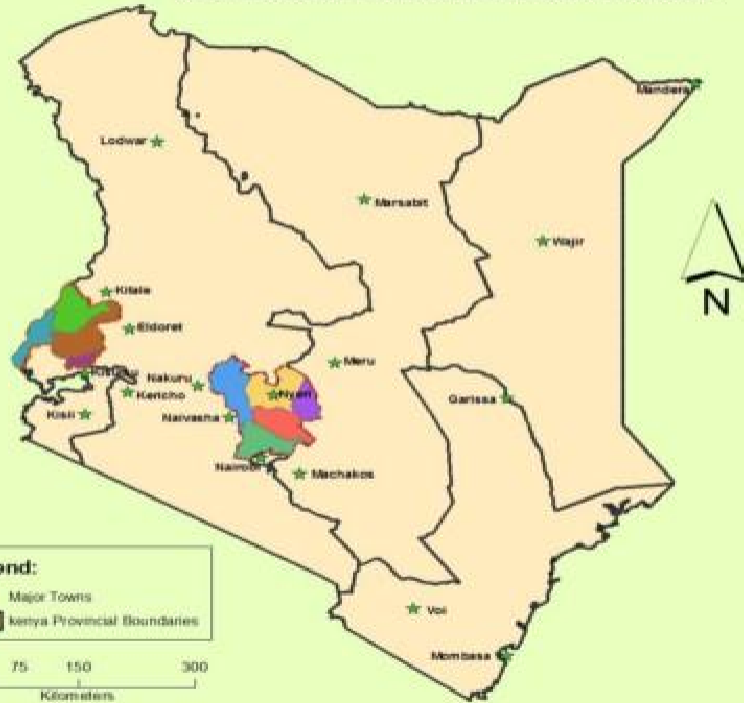 Mandera
Lodwar
Marsabit
Wajir
N
Kitale
Eldoret
Meru
Nakuru
Kericho
Nyeri
Garissa
Kisii
Naivasha
Nairobi
Machakos
Major Towns
kenya Provincial Boundaries
Voi
75 150 300
Mombasa
Kilometers